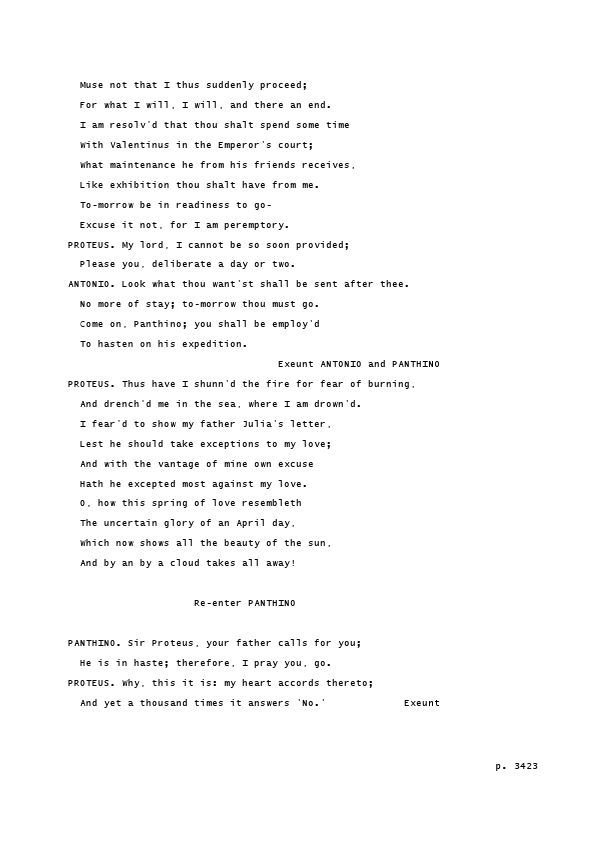 Muse not that I thus suddenly proceed;
For what I will, I will, and there an end.
I am resolv'd that thou shalt spend some time
With Valentinus in the Emperor's court;
What maintenance he from his friends receives,
Like exhibition thou shalt have from me.
To-morrow be in readiness to go-
Excuse it not, for I am peremptory.
PROTEUS. My lord, I cannot be so soon provided;
Please you, deliberate a day or two.
ANTONIO. Look what thou want'st shall be sent after thee.
No more of stay; to-morrow thou must go.
Come on, Panthino; you shall be employ'd
To hasten on his expedition.
Exeunt ANTONIO and PANTHINO
PROTEUS. Thus have I shunn'd the fire for fear of burning,
And drench'd me in the sea, where I am drown'd.
I fear'd to show my father Julia's letter,
Lest he should take exceptions to my love;
And with the vantage of mine own excuse
Hath he excepted most against my love.
O, how this spring of love resembleth
The uncertain glory of an April day,
Which now shows all the beauty of the sun,
And by an by a cloud takes all away!
Re-enter PANTHINO
PANTHINO. Sir Proteus, your father calls for you;
He is in haste; therefore, I pray you, go.
PROTEUS. Why, this it is: my heart accords thereto;
And yet a thousand times it answers 'No.' Exeunt
p. 3423